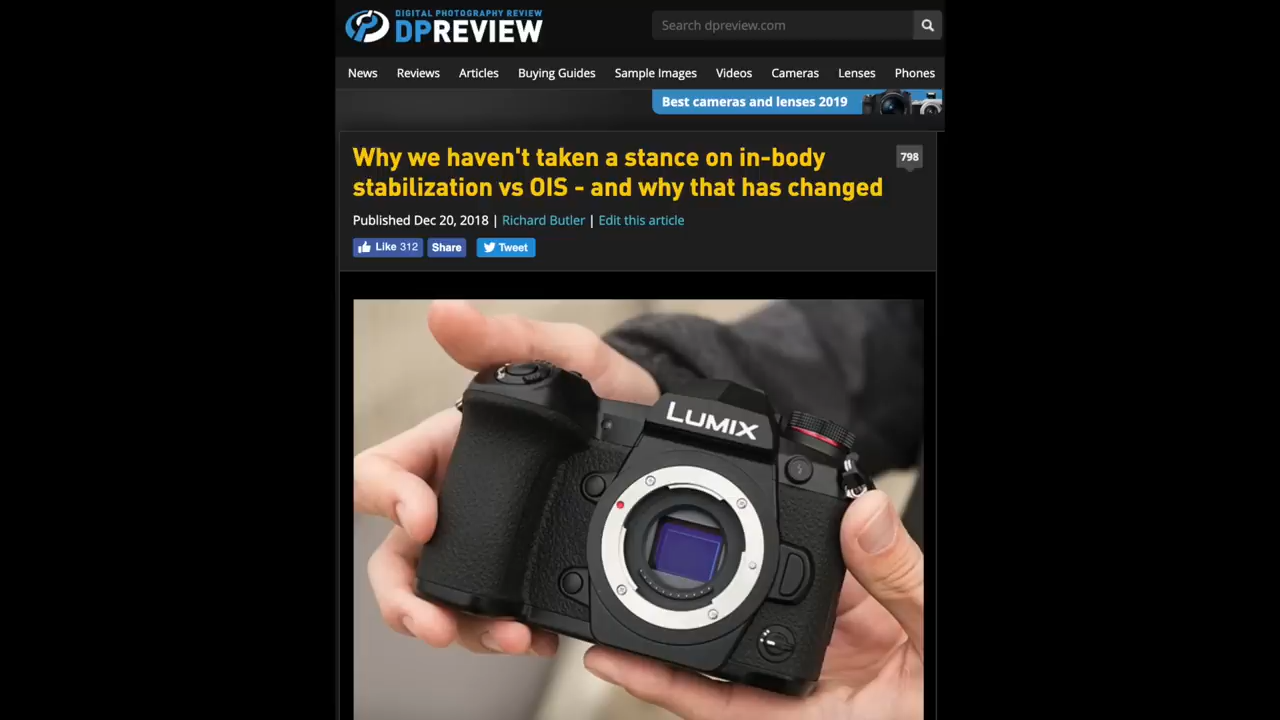 DIGITAL PHOTOGRAPHY REVIEW
DPREVIEW
Search dpreview.com
News Reviews Articles Buying Guides Sample Images Videos Cameras Lenses Phones
Best cameras and lenses 2019
Why we haven't taken a stance on in-body
stabilization vs OIS - and why that has changed
798
Published Dec 20, 2018 | Richard Butler | Edit this article
Like 312 Share Tweet
LUMIX